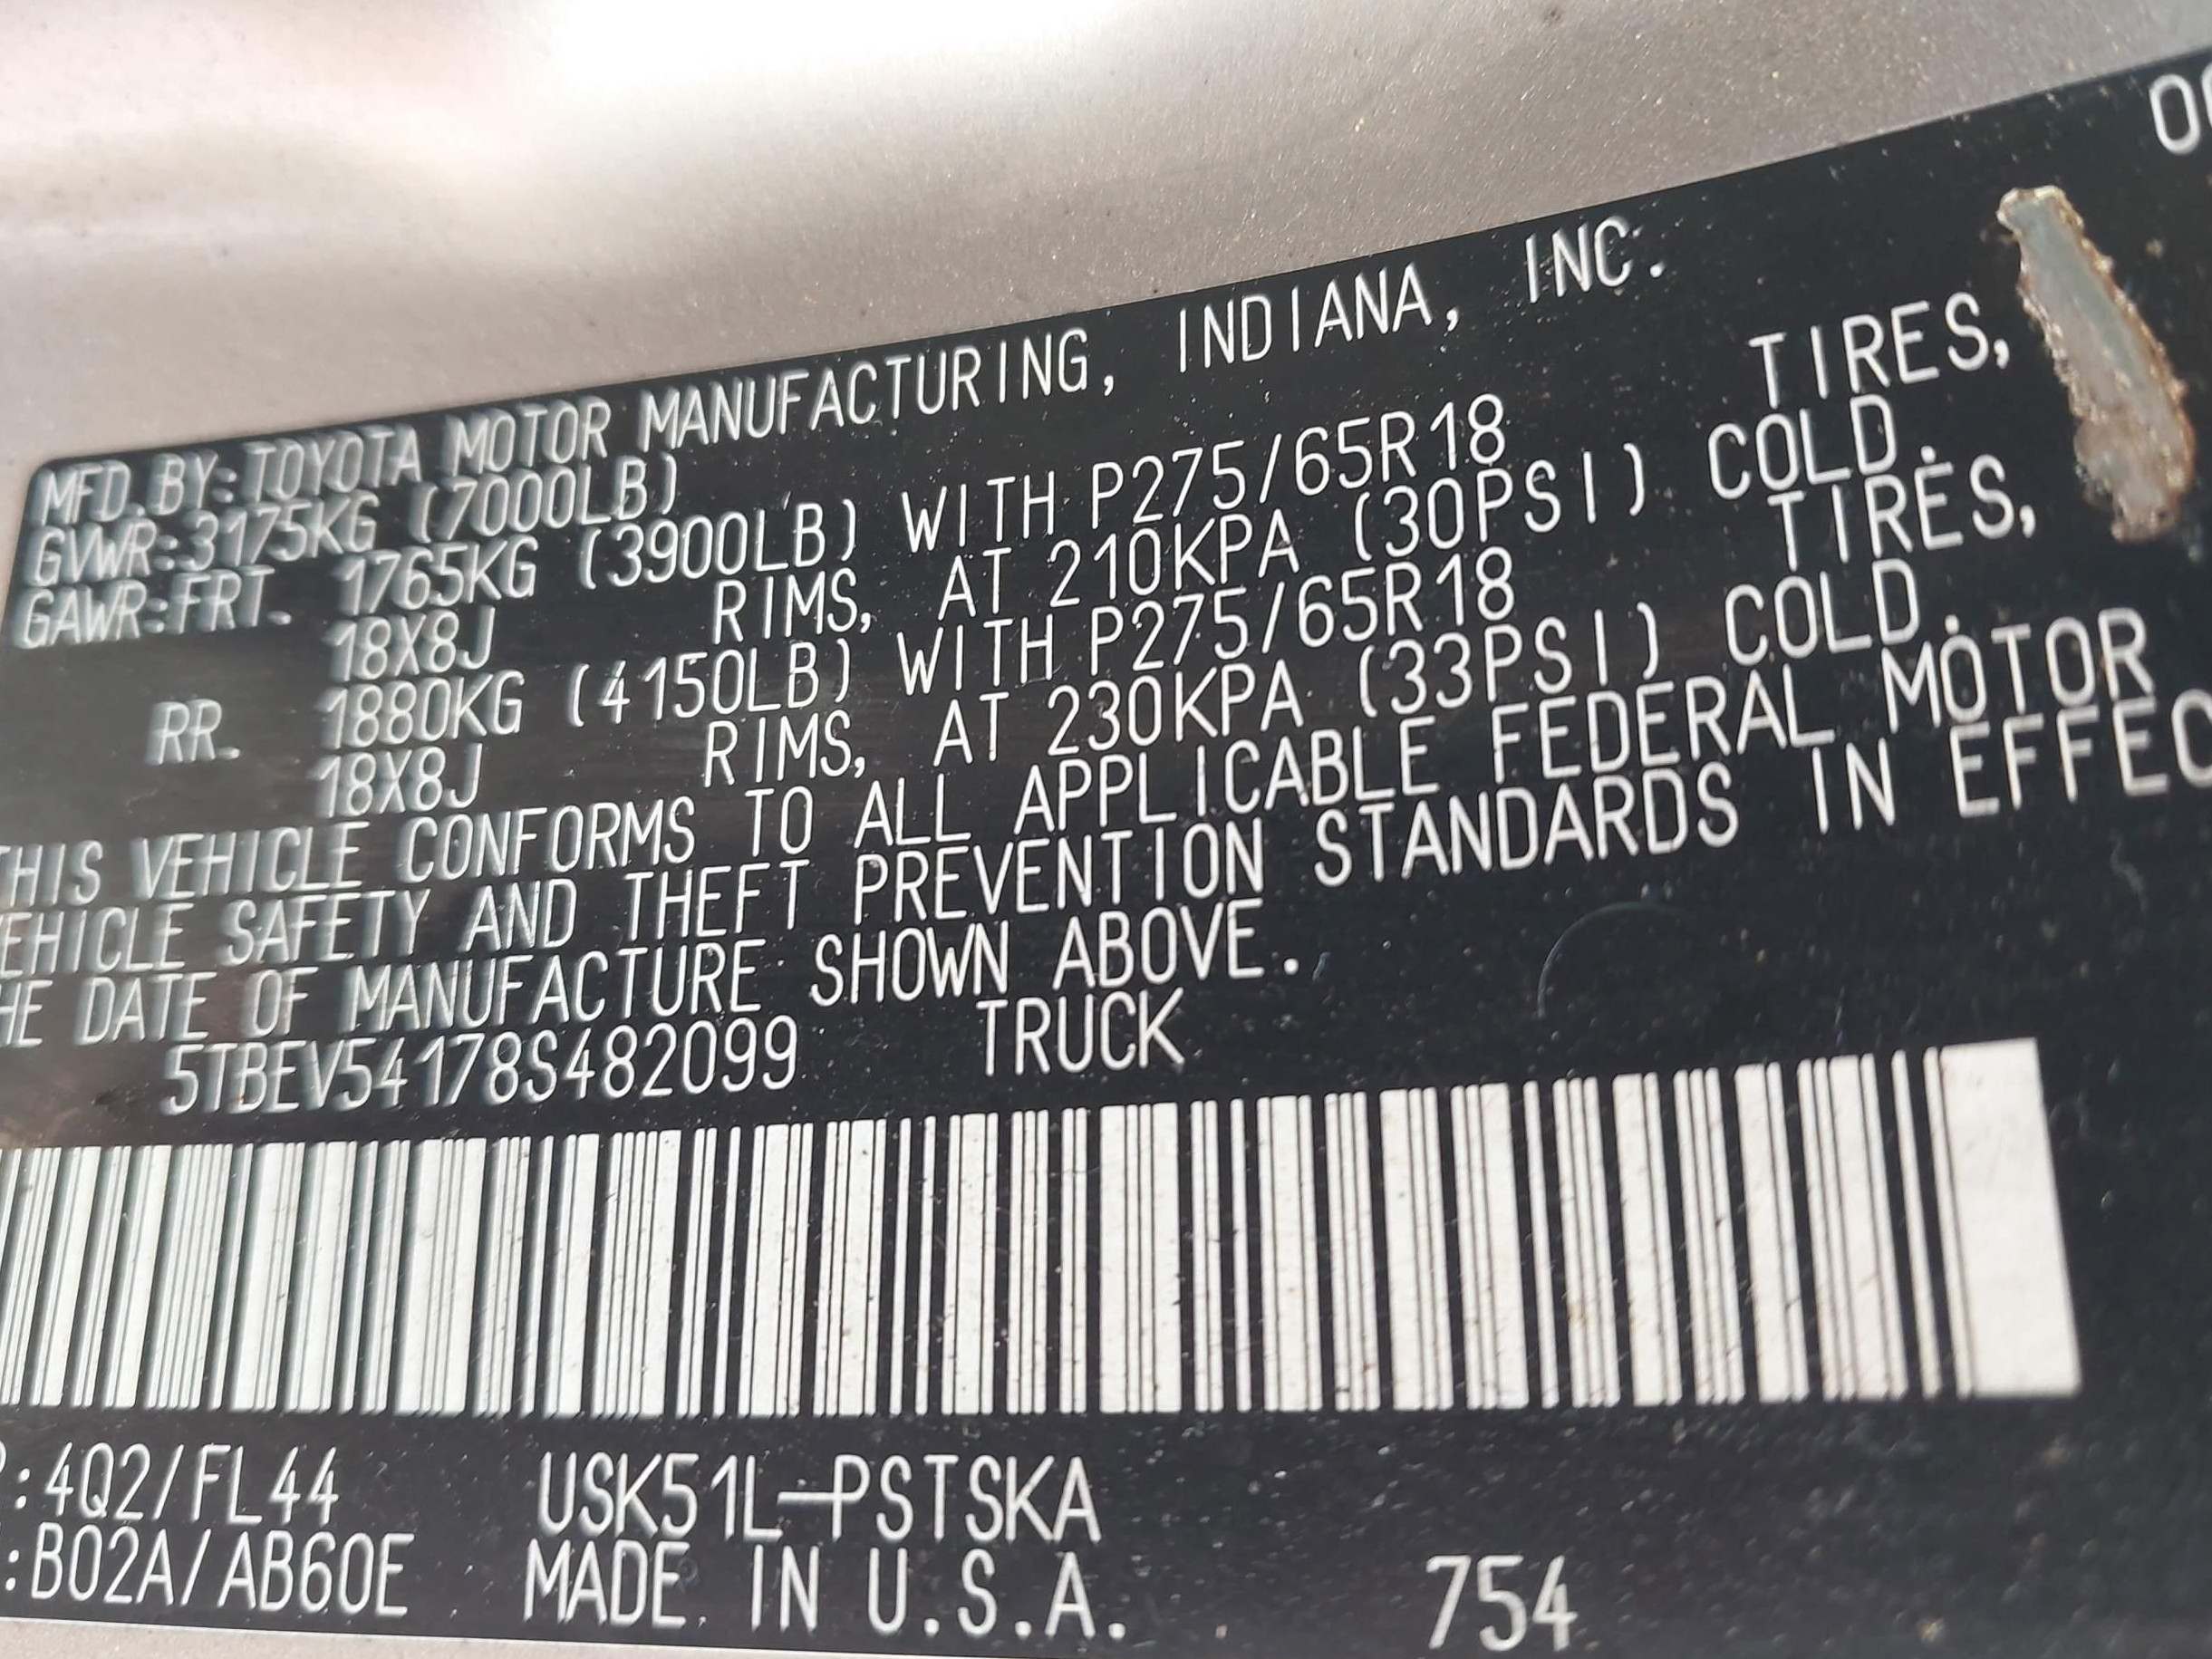 MFD.BY:TOYOTA MOTOR MANUFACTURING, INDIANA, INC.
GVWR:3175KG (7000LB)
GAWR:FRT. 1765KG (3900LB) WITH P275/65R18 TIRES,
18X8J RIMS, AT 210KPA (30PSI) COLD.
RR. 1880KG (4150LB) WITH P275/65R18 TIRES,
18X8J RIMS, AT 230KPA (33PSI) COLD.
THIS VEHICLE CONFORMS TO ALL APPLICABLE FEDERAL MOTOR
EHICLE SAFETY AND THEFT PREVENTION STANDARDS IN EFFEC
HE DATE OF MANUFACTURE SHOWN ABOVE.
5TBEV54178S482099 TRUCK
:4Q2/FL44 USK51L-PSTSKA
:B02A/AB60E MADE IN U.S.A. 754